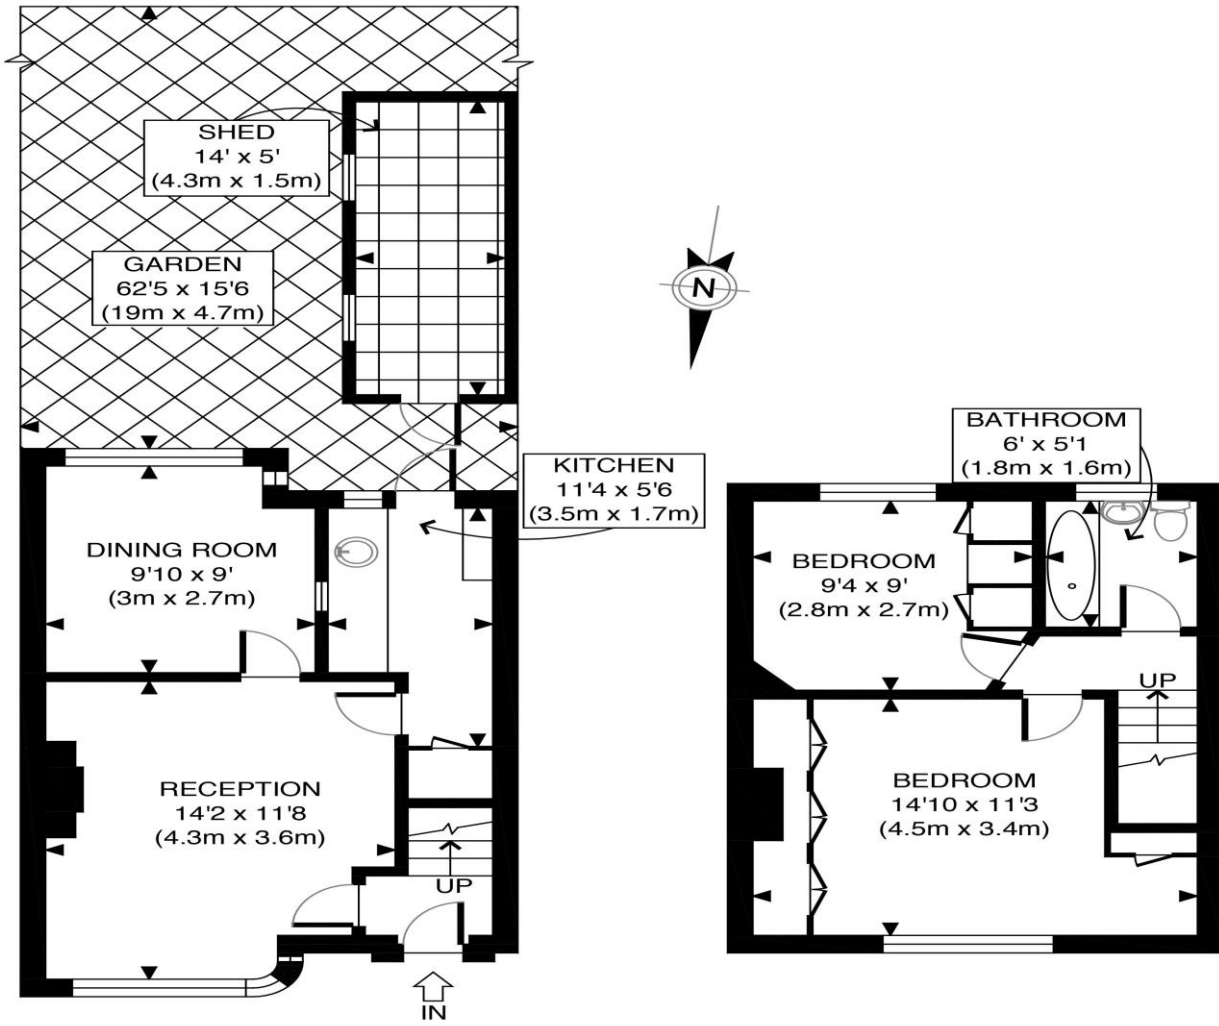 SHED
14' x 5'
(4.3m x 1.5m)
GARDEN
62'5 x 15'6
(19m x 4.7m)
N
KITCHEN
11'4 x 5'6
(3.5m x 1.7m)
DINING ROOM
9'10 x 9'
(3m x 2.7m)
RECEPTION
14'2 x 11'8
(4.3m x 3.6m)
UP
IN
BATHROOM
6' x 5'1
(1.8m x 1.6m)
BEDROOM
9'4 x 9'
(2.8m x 2.7m)
UP
BEDROOM
14'10 x 11'3
(4.5m x 3.4m)